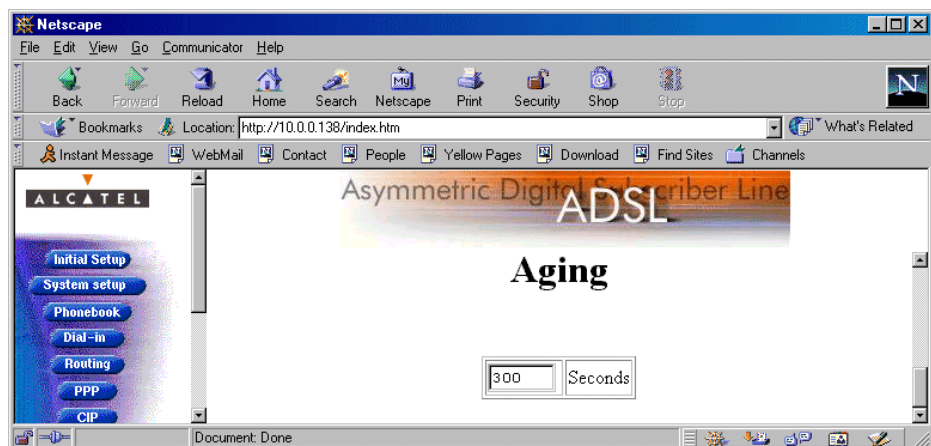 Netscape
File Edit View Go Communicator Help
Back Forward Reload Home Search Netscape Print Security Shop Stop
My
N
Bookmarks Location: http://10.0.0.138/index.htm What's Related
Instant Message WebMail Contact People Yellow Pages Download Find Sites Channels
ALCATEL
Asymmetric Digital Subscriber Line
ADSL
Initial Setup
System setup
Phonebook
Dial-in
Routing
PPP
CIP
Aging
300 Seconds
Document: Done